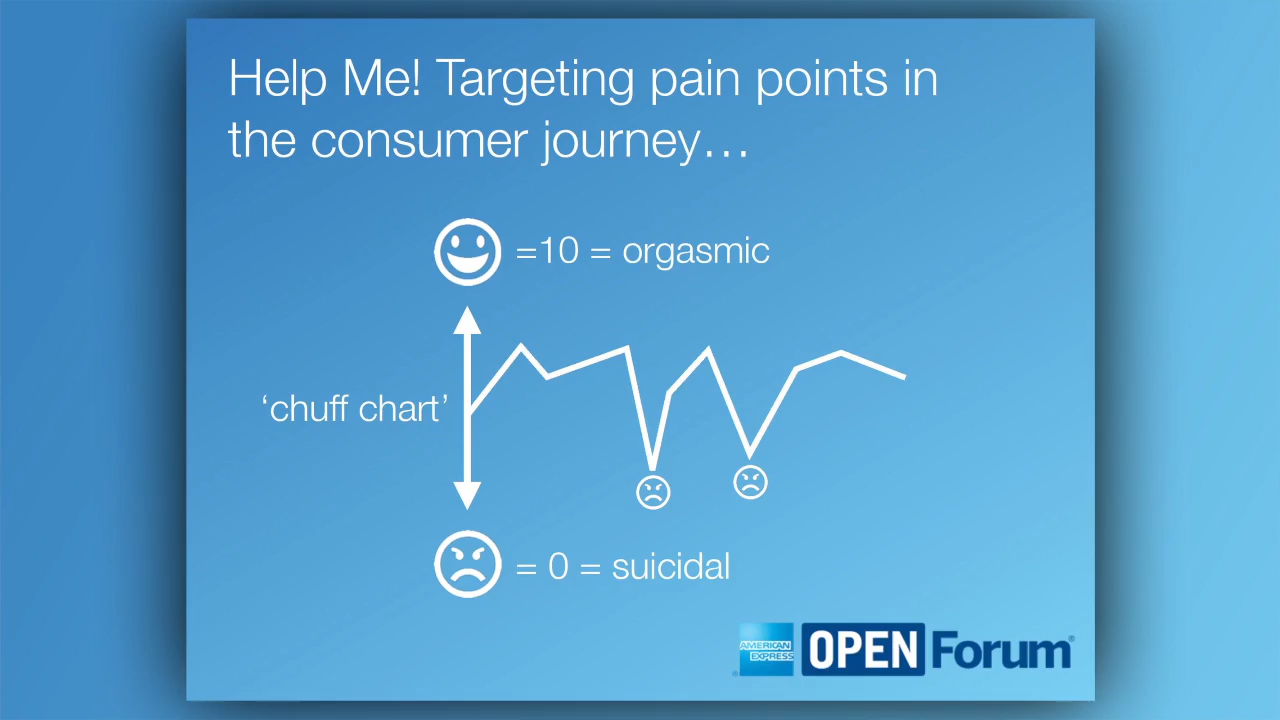 Help Me! Targeting pain points in
the consumer journey…
=10 = orgasmic
‘chuff chart’
= 0 = suicidal
AMERICAN
EXPRESS
OPEN Forum®